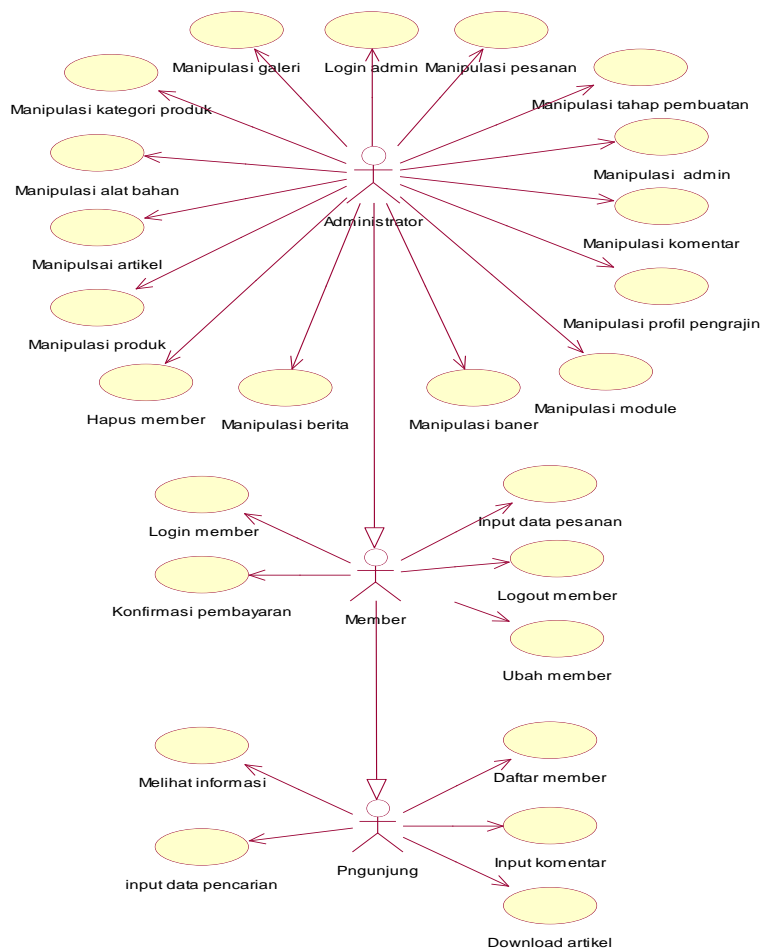 Manipulasi galeri
Login admin
Manipulasi pesanan
Manipulasi kategori produk
Manipulasi tahap pembuatan
Manipulasi alat bahan
Manipulasi admin
Administrator
Manipulasi komentar
Manipulsai artikel
Manipulasi profil pengrajin
Manipulasi produk
Hapus member
Manipulasi berita
Manipulasi baner
Manipulasi module
Login member
Input data pesanan
Konfirmasi pembayaran
Logout member
Member
Ubah member
Melihat informasi
Daftar member
input data pencarian
Pngunjung
Input komentar
Download artikel